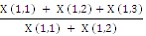 X (1,1) + X (1,2) + X (1,3)
X (1,1) + X (1,2)